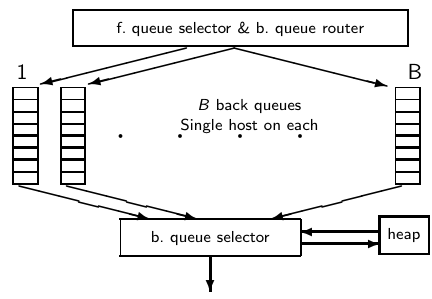 f. queue selector & b. queue router
1
B
B back queues
Single host on each
b. queue selector
heap